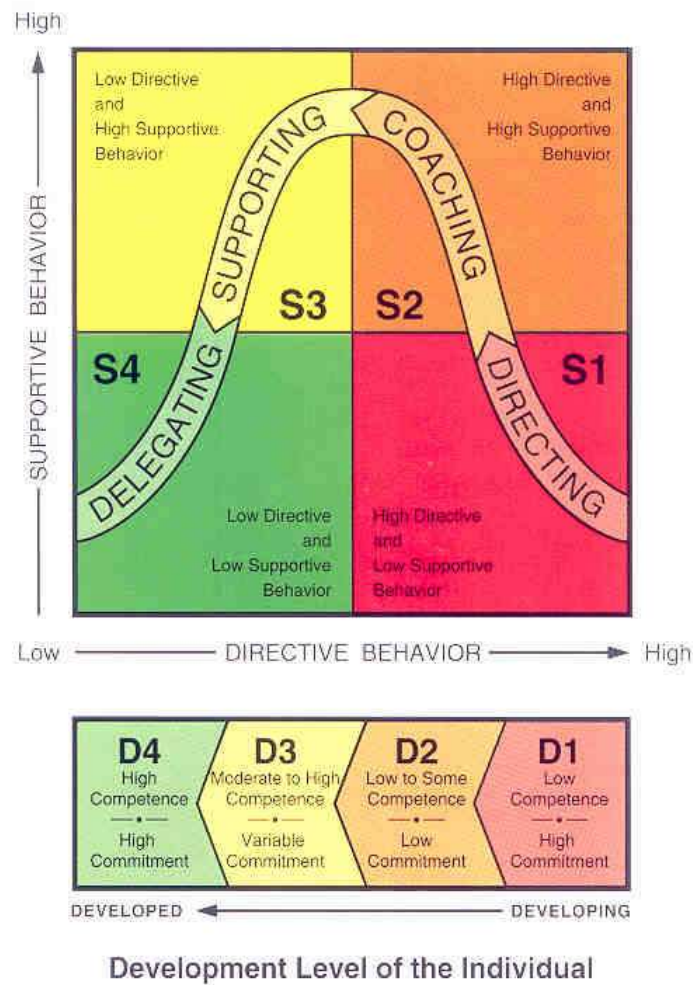 High
SUPPORTIVE BEHAVIOR
Low Directive
and
High Supportive
Behavior
High Directive
and
High Supportive
Behavior
SUPPORTING
COACHING
S3
S2
S4
S1
DELEGATING
DIRECTING
Low Directive
and
Low Supportive
Behavior
High Directive
and
Low Supportive
Behavior
Low
DIRECTIVE BEHAVIOR
High
D4
High
Competence
High
Commitment
D3
Moderate to High
Competence
Variable
Commitment
D2
Low to Some
Competence
Low
Commitment
D1
Low
Competence
High
Commitment
DEVELOPED
DEVELOPING
Development Level of the Individual